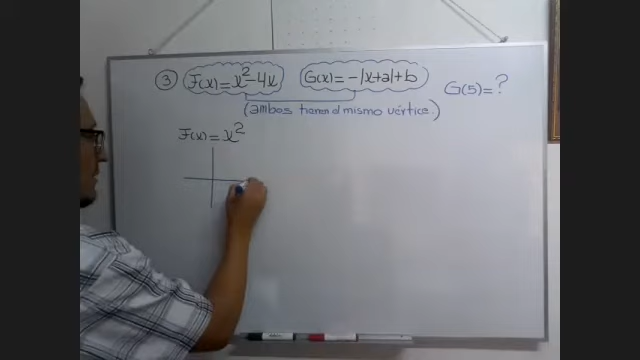 ③ F(x) = x² - 4x G(x) = -|x+a|+b G(5) = ?
(ambos tienen el mismo vértice)
F(x) = x²